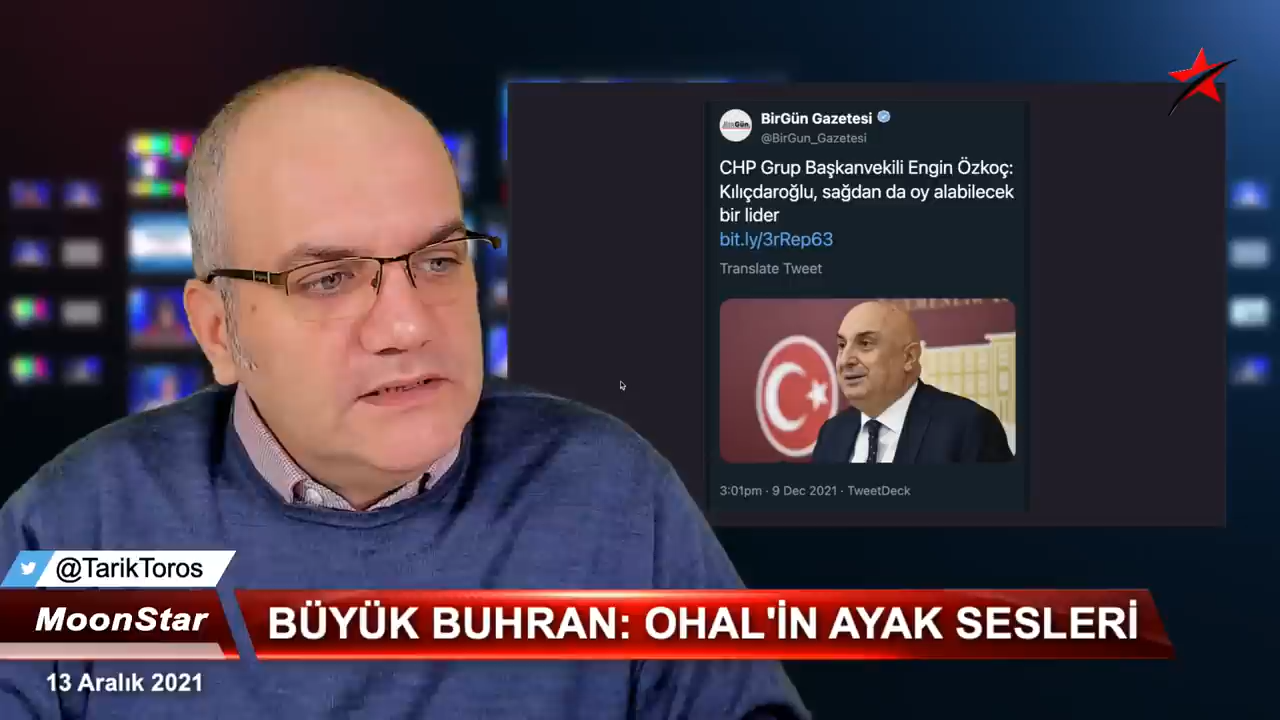 BirGün Gazetesi
@BirGun_Gazetesi
CHP Grup Başkanvekili Engin Özkoç:
Kılıçdaroğlu, sağdan da oy alabilecek
bir lider
bit.ly/3rRep63
Translate Tweet
3:01pm · 9 Dec 2021 · TweetDeck
@TarikToros
MoonStar
BÜYÜK BUHRAN: OHAL'İN AYAK SESLERİ
13 Aralık 2021